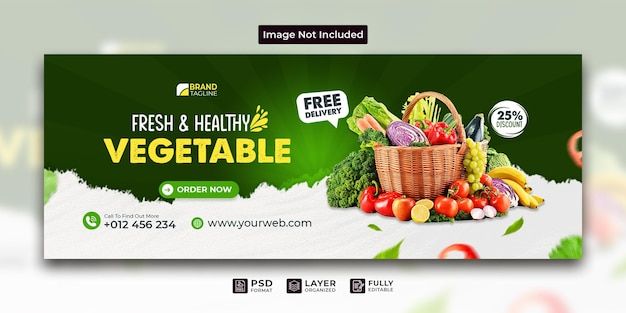 Image Not Included
BRAND
TAGLINE
FRESH & HEALTHY
VEGETABLE
FREE
DELIVERY
25%
DISCOUNT
ORDER NOW
Call To Find Out More
+012 456 234
www.yourweb.com
PSD
FORMAT
LAYER
ORGANIZED
FULLY
EDITABLE